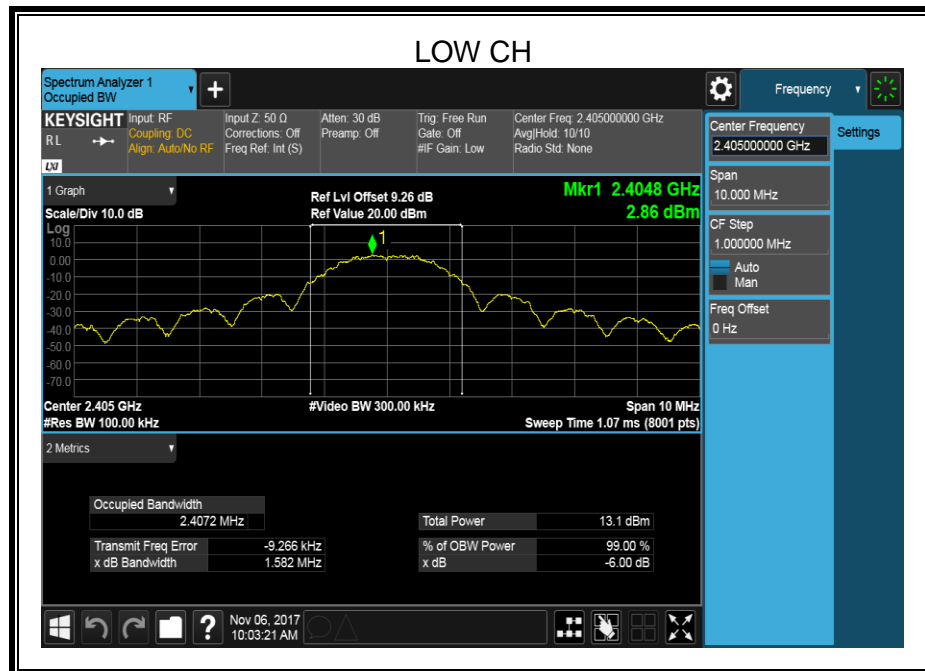 LOW CH
Spectrum Analyzer 1
Occupied BW
+
Frequency
KEYSIGHT
RL
LXI
Input: RF
Coupling: DC
Align: Auto/No RF
Input Z: 50 Ω
Corrections: Off
Freq Ref: Int (S)
Atten: 30 dB
Preamp: Off
Trig: Free Run
Gate: Off
#IF Gain: Low
Center Freq: 2.405000000 GHz
Avg|Hold: 10/10
Radio Std: None
Center Frequency
2.405000000 GHz
Settings
Span
10.000 MHz
CF Step
1.000000 MHz
Auto
Man
Freq Offset
0 Hz
1 Graph
Scale/Div 10.0 dB
Ref Lvl Offset 9.26 dB
Ref Value 20.00 dBm
Mkr1 2.4048 GHz
2.86 dBm
Log
1
10.0
0.00
-10.0
-20.0
-30.0
-40.0
-50.0
-60.0
-70.0
Center 2.405 GHz
#Video BW 300.00 kHz
Span 10 MHz
#Res BW 100.00 kHz
Sweep Time 1.07 ms (8001 pts)
2 Metrics
Occupied Bandwidth
2.4072 MHz
Total Power 13.1 dBm
Transmit Freq Error -9.266 kHz
% of OBW Power 99.00 %
x dB Bandwidth 1.582 MHz
x dB -6.00 dB
?
Nov 06, 2017
10:03:21 AM